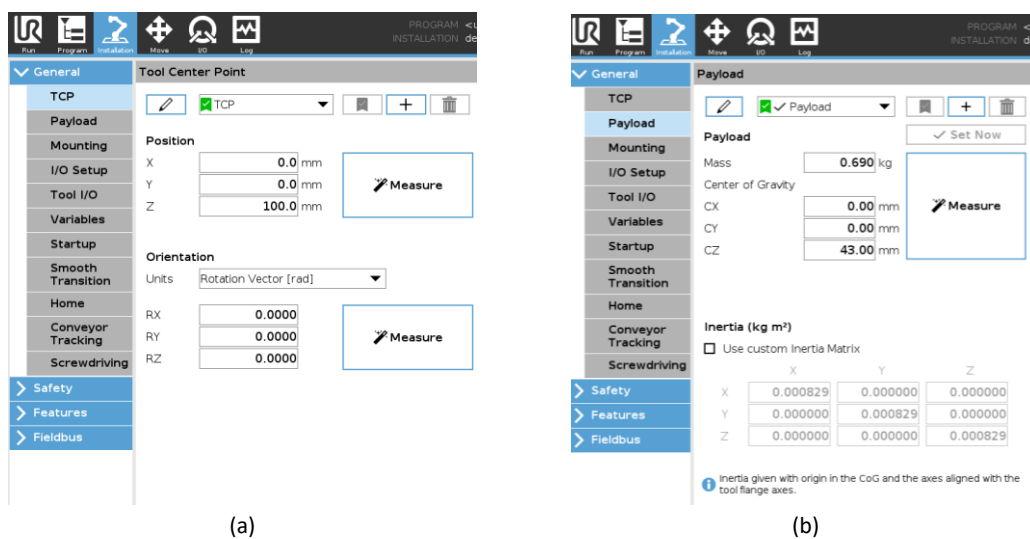 UR
PROGRAM <u
INSTALLATION de
Run Program Installation Move I/O Log
General
TCP
Payload
Mounting
I/O Setup
Tool I/O
Variables
Startup
Smooth
Transition
Home
Conveyor
Tracking
Screwdriving
Safety
Features
Fieldbus
Tool Center Point
TCP
Position
X 0.0 mm
Y 0.0 mm
Z 100.0 mm
Measure
Orientation
Units Rotation Vector [rad]
RX 0.0000
RY 0.0000
RZ 0.0000
Measure
(a)
UR
PROGRAM <
INSTALLATION d
Run Program Installation Move I/O Log
General
TCP
Payload
Mounting
I/O Setup
Tool I/O
Variables
Startup
Smooth
Transition
Home
Conveyor
Tracking
Screwdriving
Safety
Features
Fieldbus
Payload
Payload
Payload
Set Now
Mass 0.690 kg
Center of Gravity
CX 0.00 mm
CY 0.00 mm
CZ 43.00 mm
Measure
Inertia (kg m²)
Use custom Inertia Matrix
X Y Z
X 0.000829 0.000000 0.000000
Y 0.000000 0.000829 0.000000
Z 0.000000 0.000000 0.000829
Inertia given with origin in the CoG and the axes aligned with the
tool flange axes.
(b)